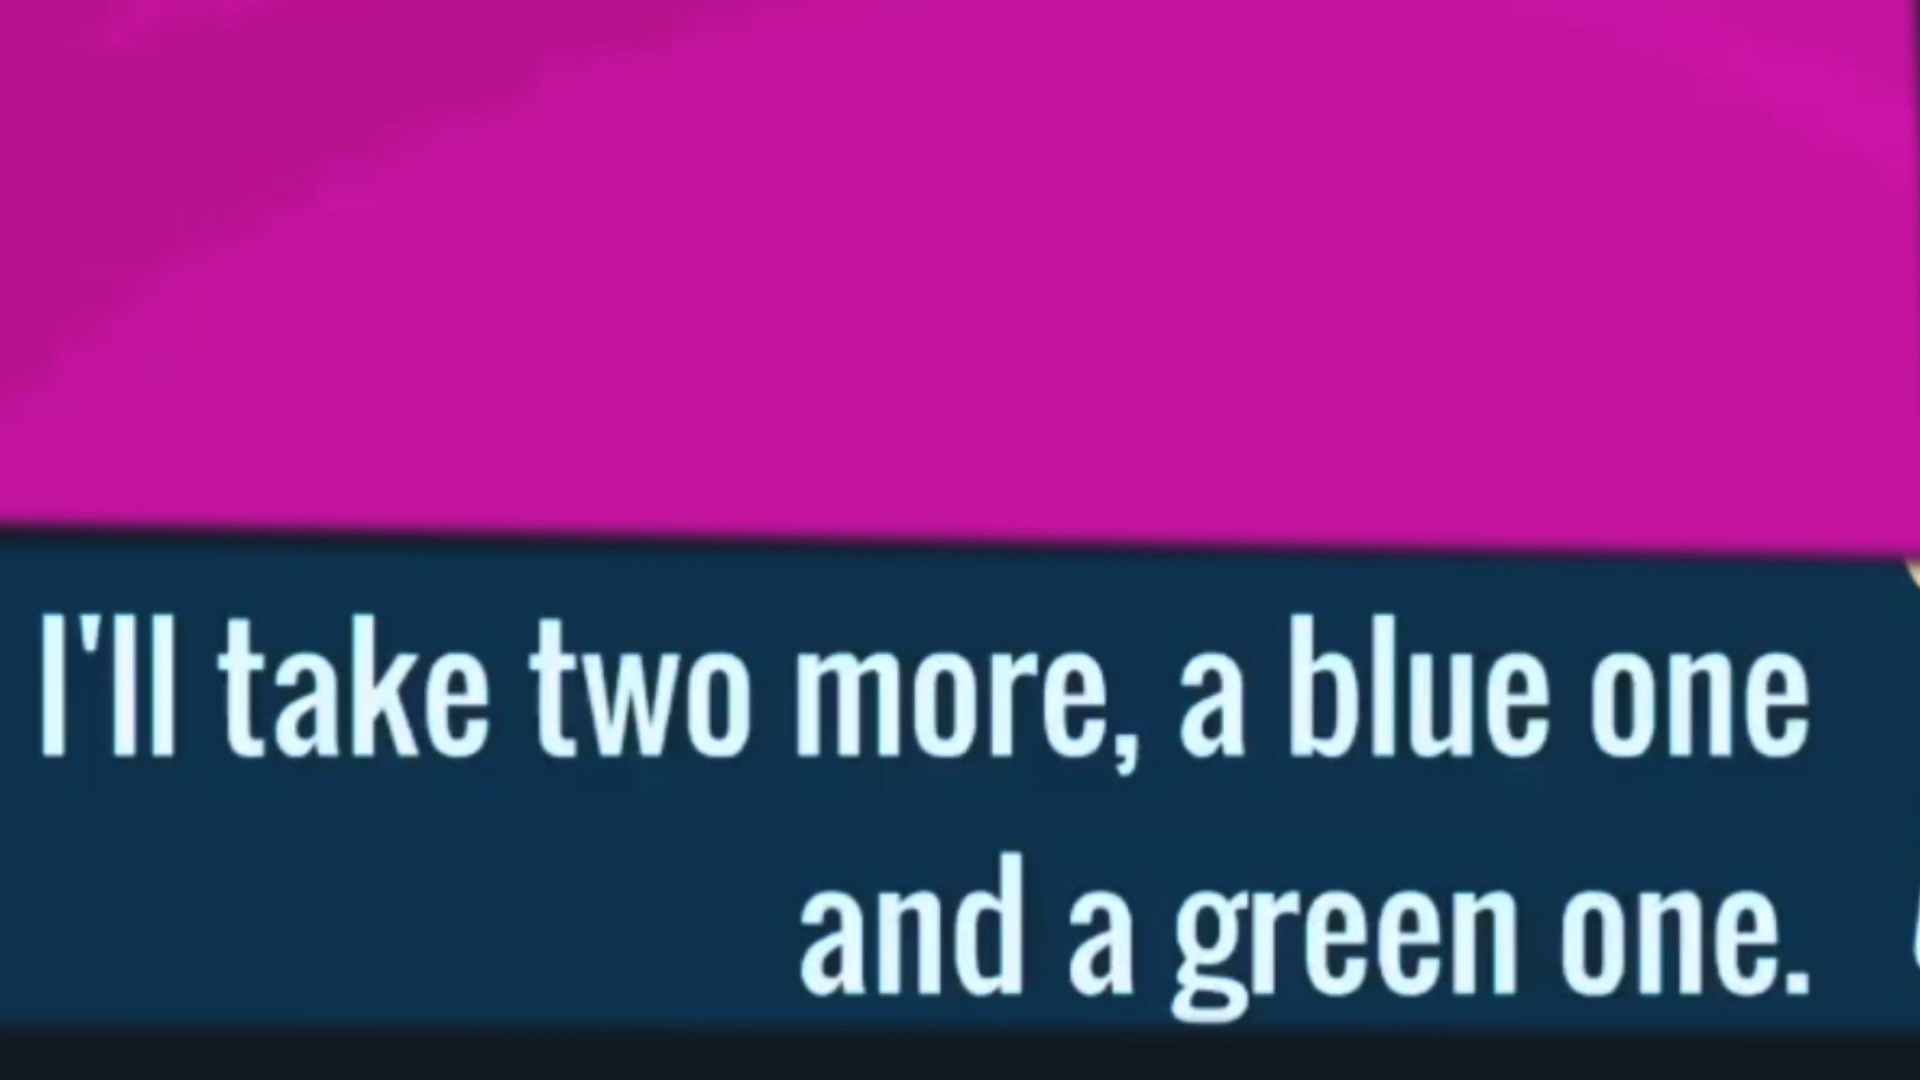 I'll take two more, a blue one
and a green one.